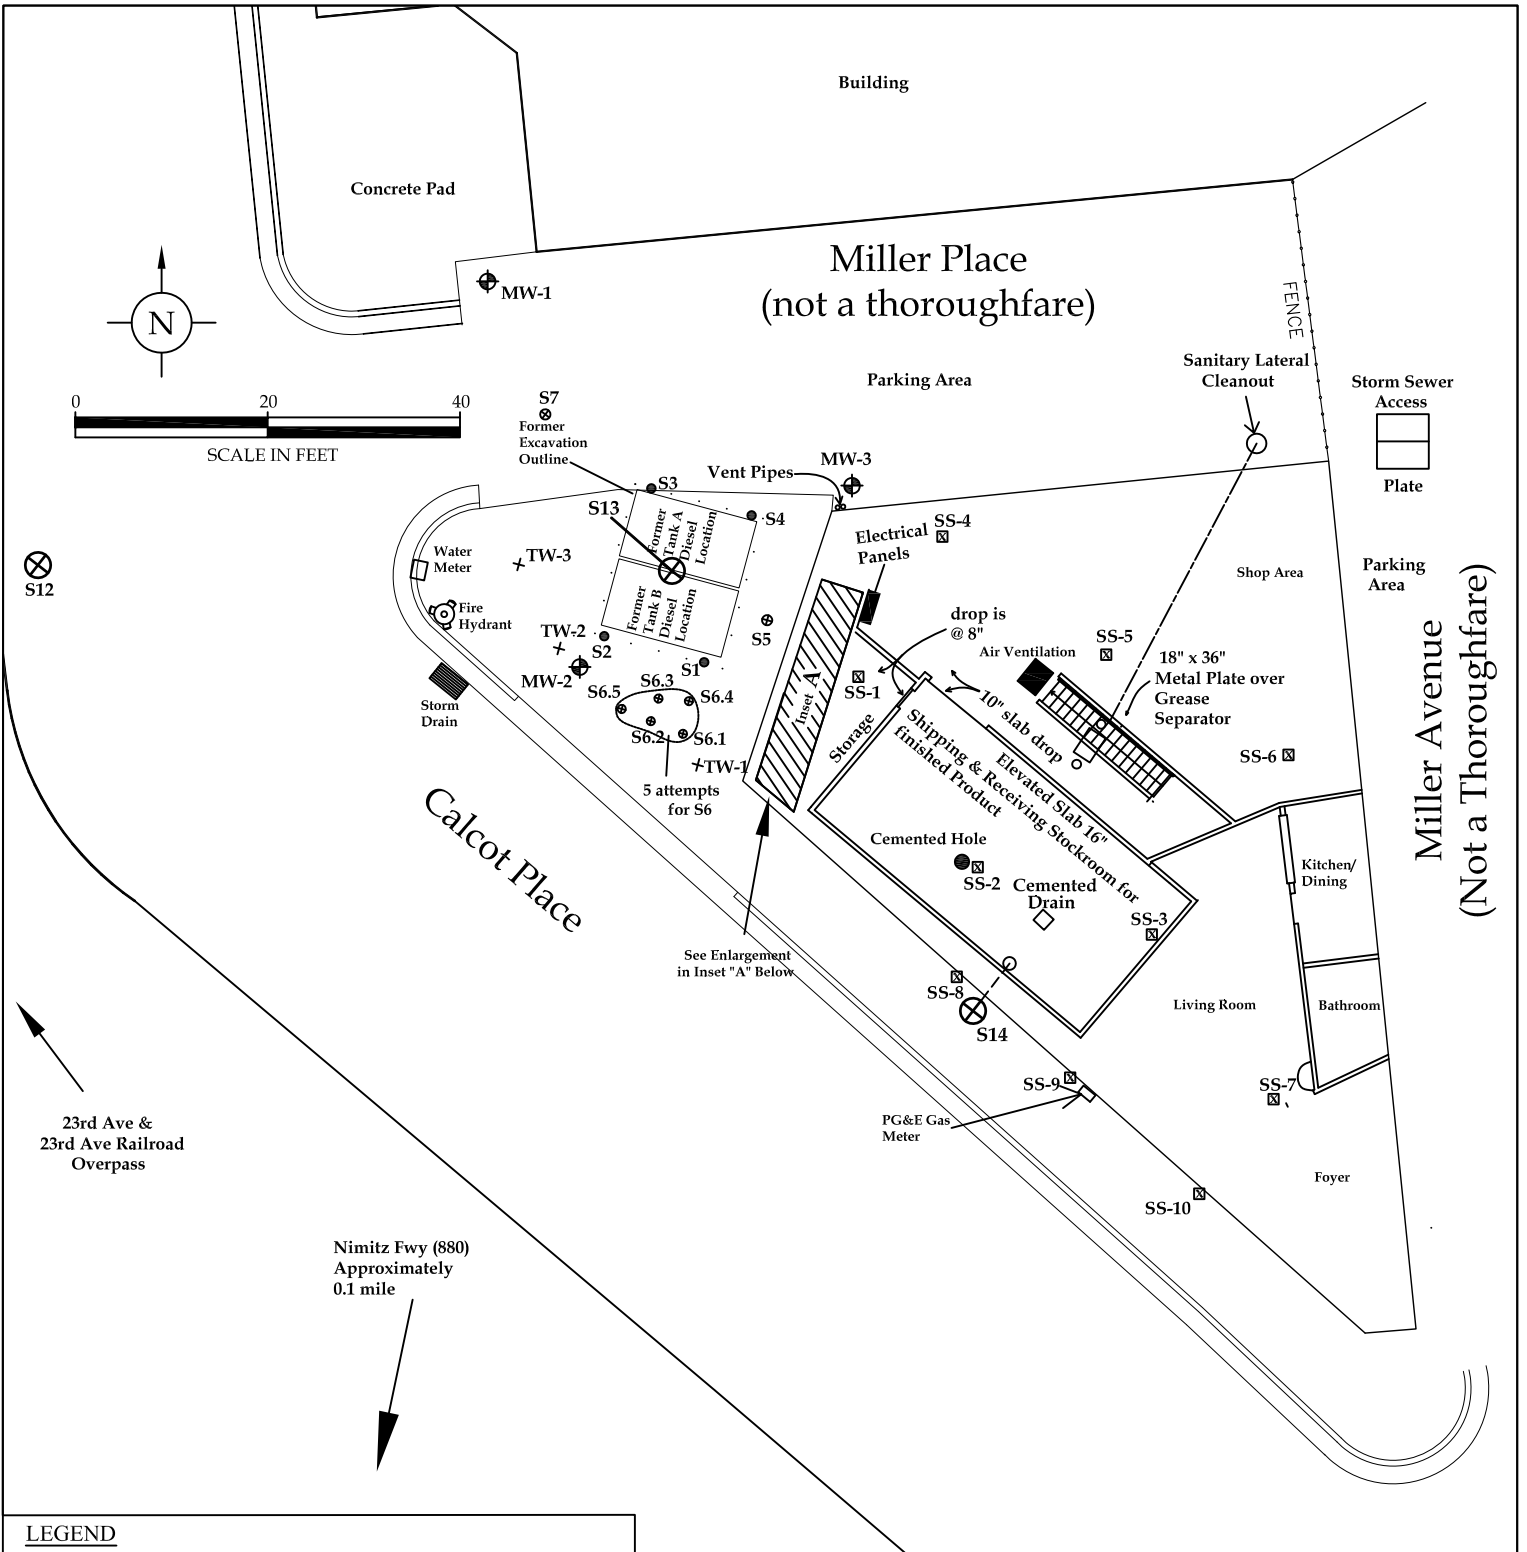 Building
Concrete Pad
Miller Place
(not a thoroughfare)
MW-1
N
FENCE
Sanitary Lateral
Cleanout
Storm Sewer
Access
Plate
Parking Area
0 20 40
SCALE IN FEET
S7
Former
Excavation
Outline
MW-3
Vent Pipes
S3
S13
S4
Former
Tank A
Diesel
Location
Former
Tank B
Diesel
Location
Electrical
Panels
SS-4
Water
Meter
TW-3
S12
Fire
Hydrant
Shop Area
Parking
Area
drop is
@ 8"
TW-2
S2
S5
MW-2
S1
SS-5
Air Ventilation
18" x 36"
Metal Plate over
Grease
Separator
Miller Avenue
(Not a Thoroughfare)
S6.5
S6.3
S6.4
S6.2
S6.1
Inset A
SS-1
Storm
Drain
10" slab drop
Storage
SS-6
TW-1
5 attempts
for S6
Elevated Slab 16"
Shipping & Receiving Stockroom for
finished Product
Calcot Place
Cemented Hole
SS-2
Cemented
Drain
SS-3
Kitchen/
Dining
See Enlargement
in Inset "A" Below
SS-8
S14
Living Room
Bathroom
SS-9
SS-7
PG&E Gas
Meter
23rd Ave &
23rd Ave Railroad
Overpass
Foyer
SS-10
Nimitz Fwy (880)
Approximately
0.1 mile
LEGEND